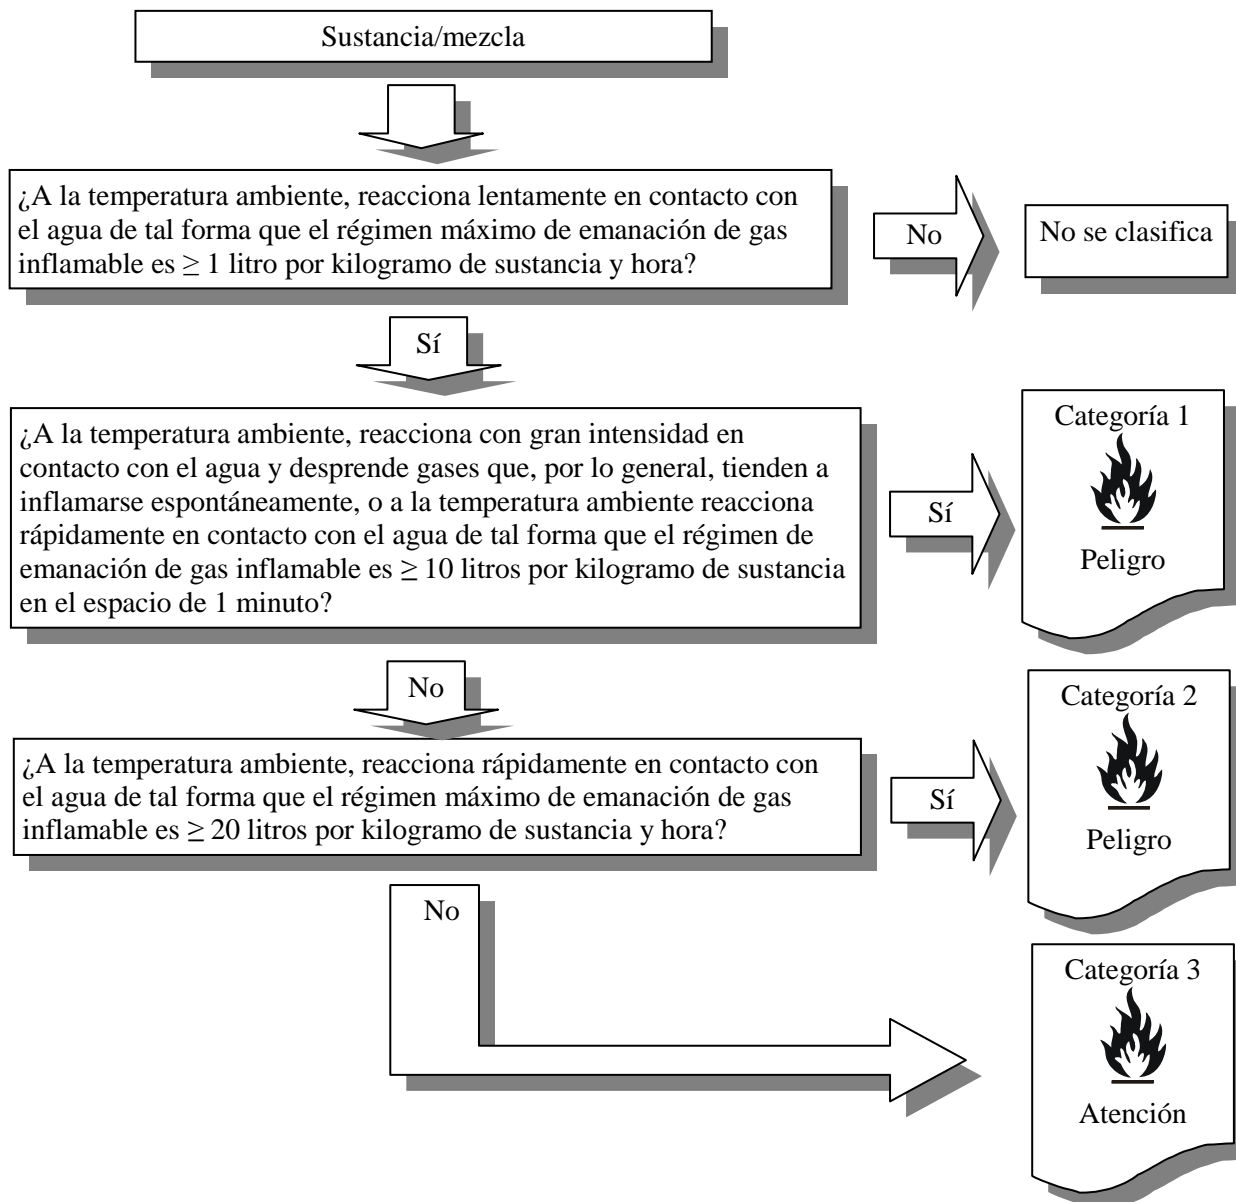 Sustancia/mezcla
¿A la temperatura ambiente, reacciona lentamente en contacto con
el agua de tal forma que el régimen máximo de emanación de gas
inflamable es ≥ 1 litro por kilogramo de sustancia y hora?
No
No se clasifica
Sí
¿A la temperatura ambiente, reacciona con gran intensidad en
contacto con el agua y desprende gases que, por lo general, tienden a
inflamarse espontáneamente, o a la temperatura ambiente reacciona
rápidamente en contacto con el agua de tal forma que el régimen de
emanación de gas inflamable es ≥ 10 litros por kilogramo de sustancia
en el espacio de 1 minuto?
Sí
Categoría 1
Peligro
No
¿A la temperatura ambiente, reacciona rápidamente en contacto con
el agua de tal forma que el régimen máximo de emanación de gas
inflamable es ≥ 20 litros por kilogramo de sustancia y hora?
Sí
Categoría 2
Peligro
No
Categoría 3
Atención